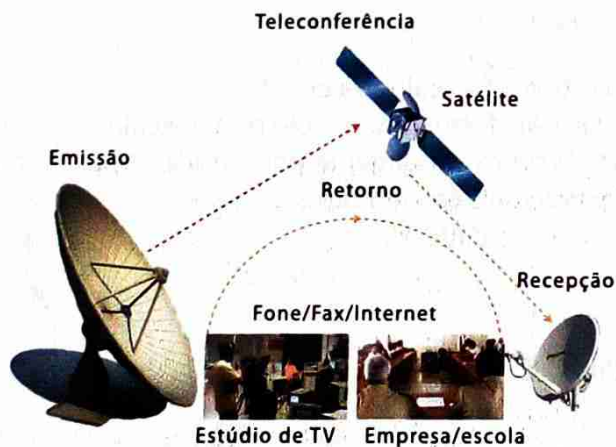 Teleconferência
Satélite
Emissão
Retorno
Recepção
Fone/Fax/Internet
Estúdio de TV
Empresa/escola